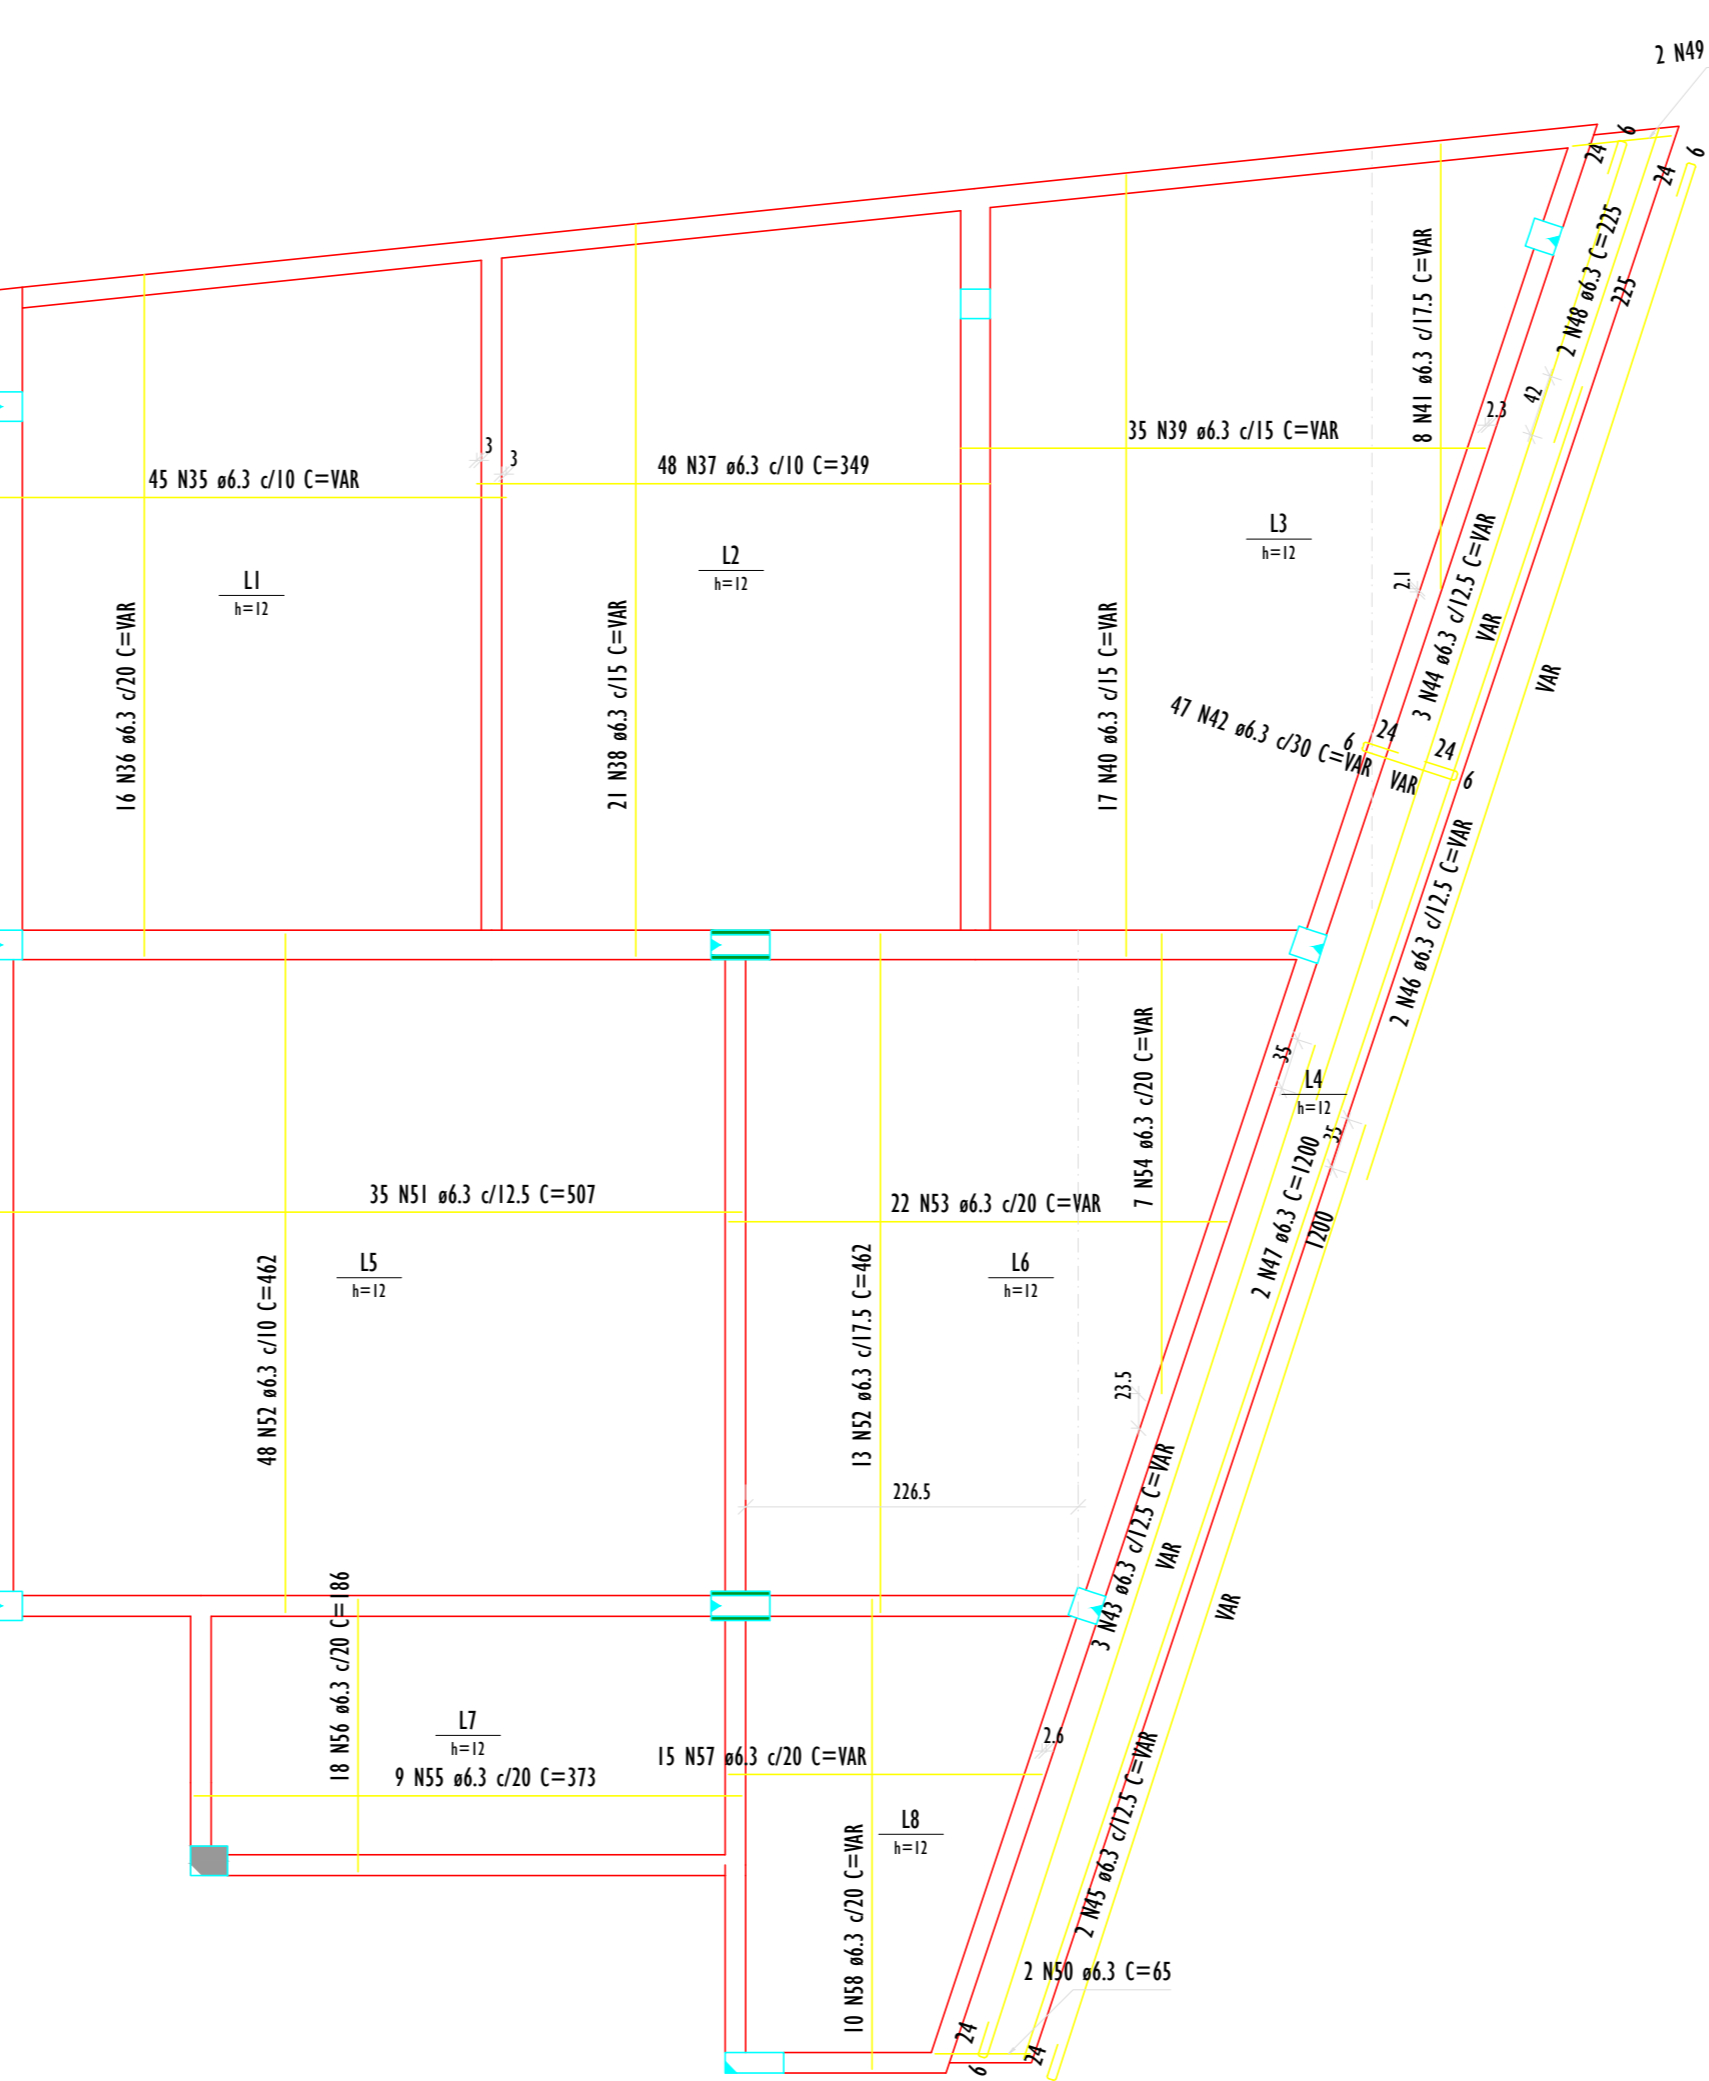 2 N49
6
24
6
24
2 N48 ø6.3 C=225
225
8 N41 ø6.3 c/17.5 C=VAR
42
2.3
35 N39 ø6.3 c/15 C=VAR
3
3
45 N35 ø6.3 c/10 C=VAR
48 N37 ø6.3 c/10 C=349
L3
h=12
L2
h=12
L1
h=12
2.1
3 N44 ø6.3 c/12.5 C=VAR
VAR
VAR
16 N36 ø6.3 c/20 C=VAR
21 N38 ø6.3 c/15 C=VAR
17 N40 ø6.3 c/15 C=VAR
47 N42 ø6.3 c/30 C=VAR
6
24
24
6
VAR
2 N46 ø6.3 c/12.5 C=VAR
35
L4
h=12
35
7 N54 ø6.3 c/20 C=VAR
35 N51 ø6.3 c/12.5 C=507
22 N53 ø6.3 c/20 C=VAR
2 N47 ø6.3 C=1200
1200
L5
h=12
L6
h=12
48 N52 ø6.3 c/10 C=462
13 N52 ø6.3 c/17.5 C=462
23.5
226.5
3 N43 ø6.3 c/12.5 C=VAR
VAR
VAR
18 N56 ø6.3 c/20 C=186
L7
h=12
9 N55 ø6.3 c/20 C=373
15 N57 ø6.3 c/20 C=VAR
2.6
L8
h=12
10 N58 ø6.3 c/20 C=VAR
2 N45 ø6.3 c/12.5 C=VAR
2 N50 ø6.3 C=65
24
6
24